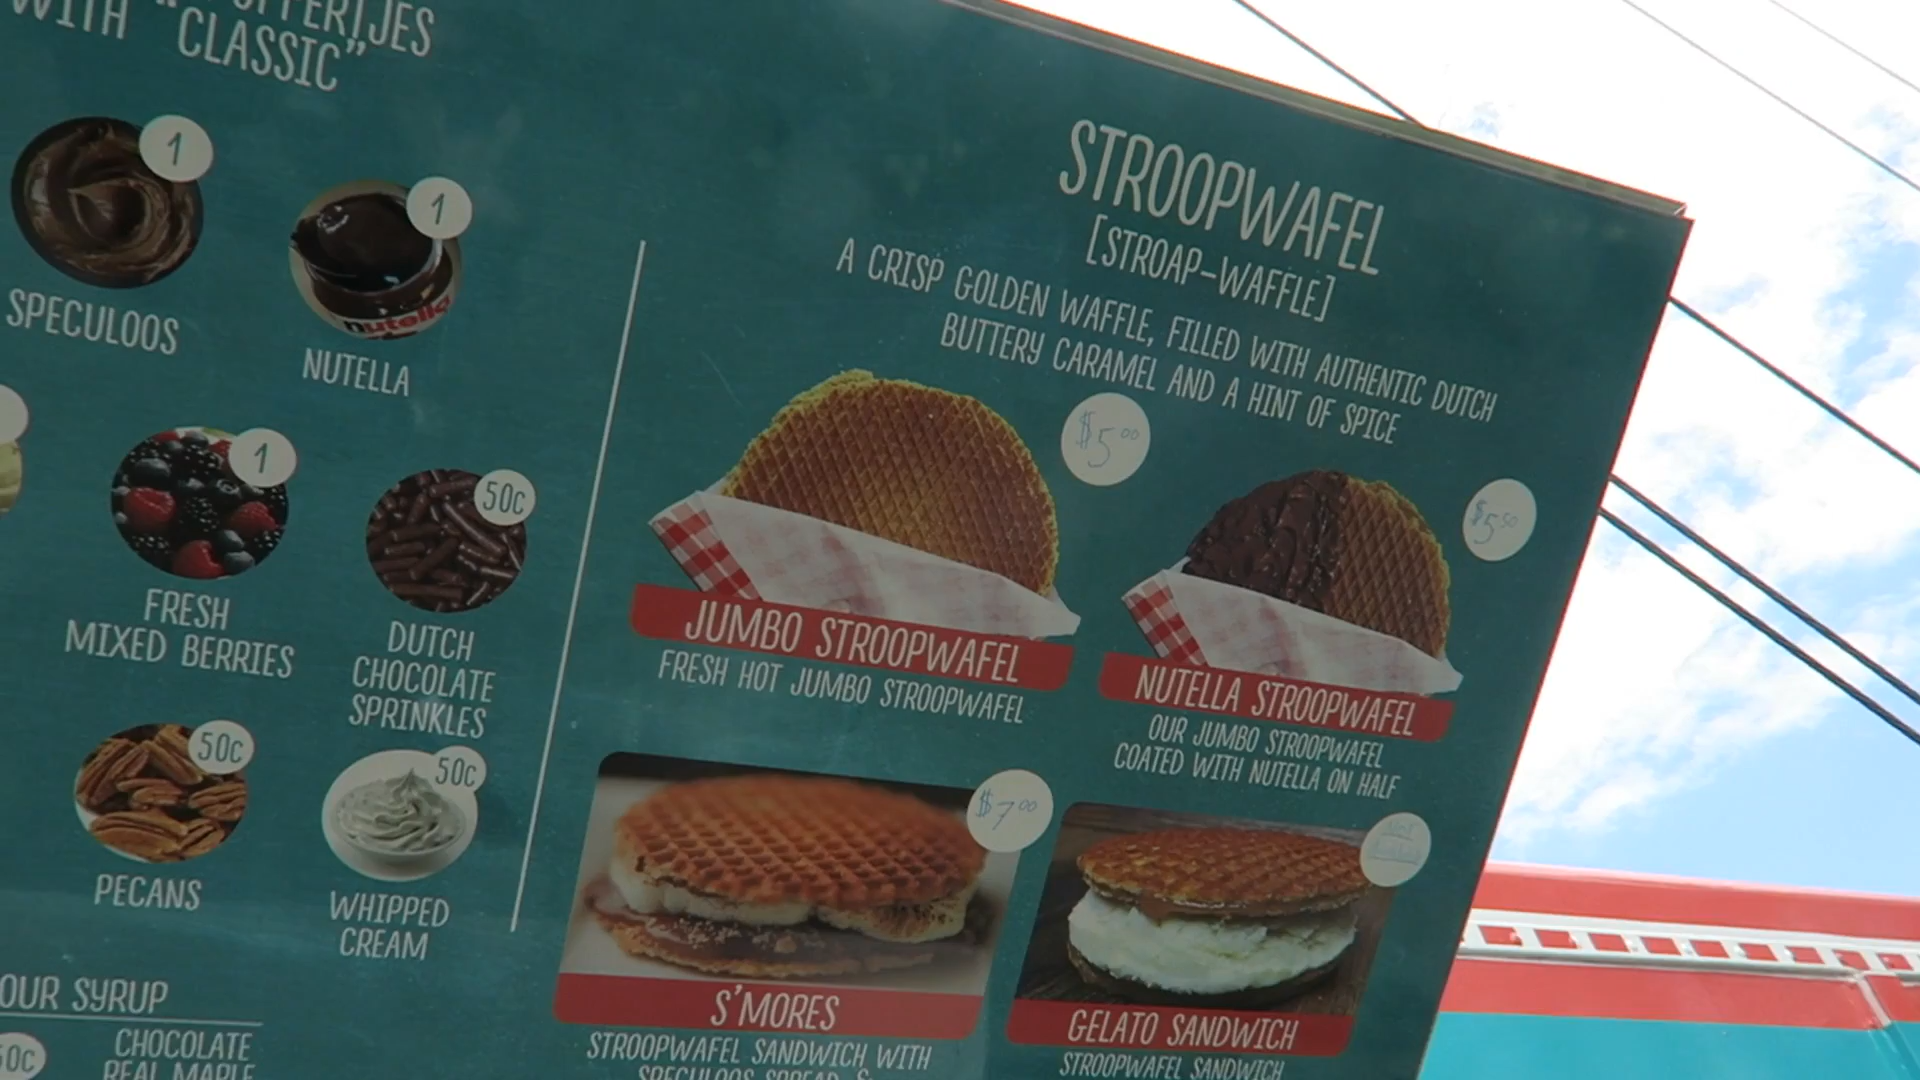 POFFERTJES
WITH "CLASSIC"
1
SPECULOOS
1
nutella
NUTELLA
1
FRESH
MIXED BERRIES
50c
DUTCH
CHOCOLATE
SPRINKLES
50c
PECANS
50c
WHIPPED
CREAM
OUR SYRUP
50c
CHOCOLATE
REAL MAPLE
STROOPWAFEL
[STROAP-WAFFLE]
A CRISP GOLDEN WAFFLE, FILLED WITH AUTHENTIC DUTCH
BUTTERY CARAMEL AND A HINT OF SPICE
$5.00
JUMBO STROOPWAFEL
FRESH HOT JUMBO STROOPWAFEL
$5.50
NUTELLA STROOPWAFEL
OUR JUMBO STROOPWAFEL
COATED WITH NUTELLA ON HALF
$7.00
S'MORES
STROOPWAFEL SANDWICH WITH
SPECULOOS SPREAD, &
GELATO SANDWICH
STROOPWAFEL SANDWICH